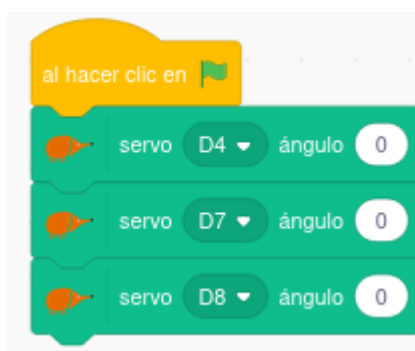 al hacer clic en
servo D4 ángulo 0
servo D7 ángulo 0
servo D8 ángulo 0